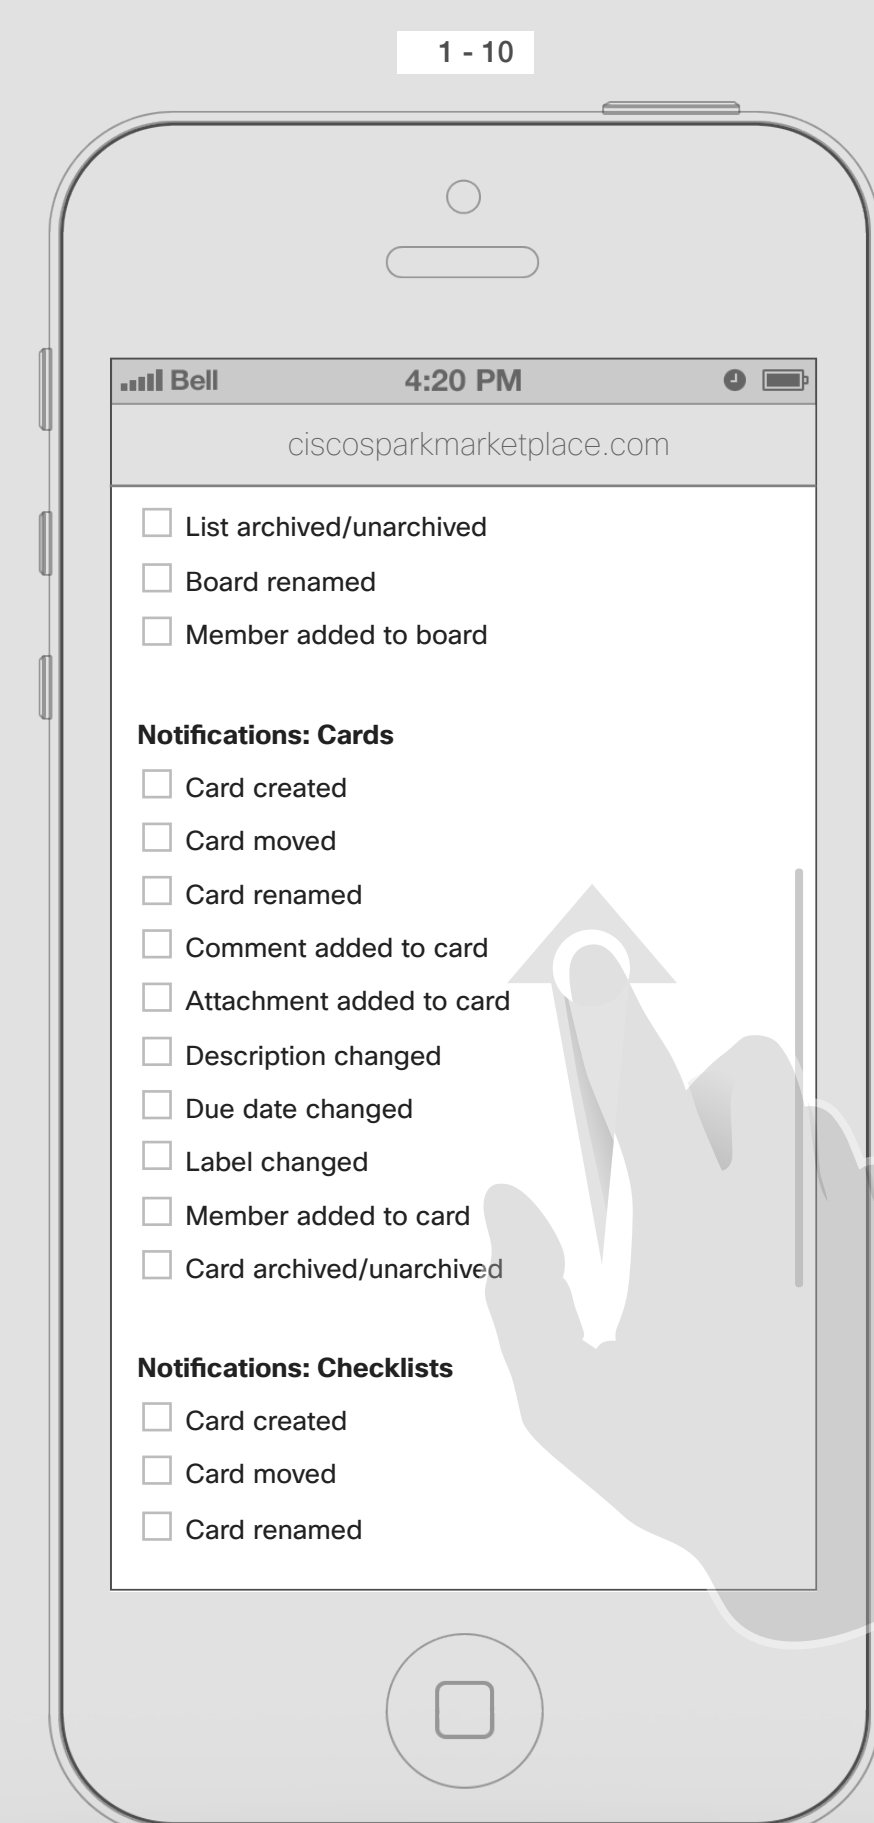 1 - 10
Bell 4:20 PM
ciscosparkmarketplace.com
List archived/unarchived
Board renamed
Member added to board
Notifications: Cards
Card created
Card moved
Card renamed
Comment added to card
Attachment added to card
Description changed
Due date changed
Label changed
Member added to card
Card archived/unarchived
Notifications: Checklists
Card created
Card moved
Card renamed